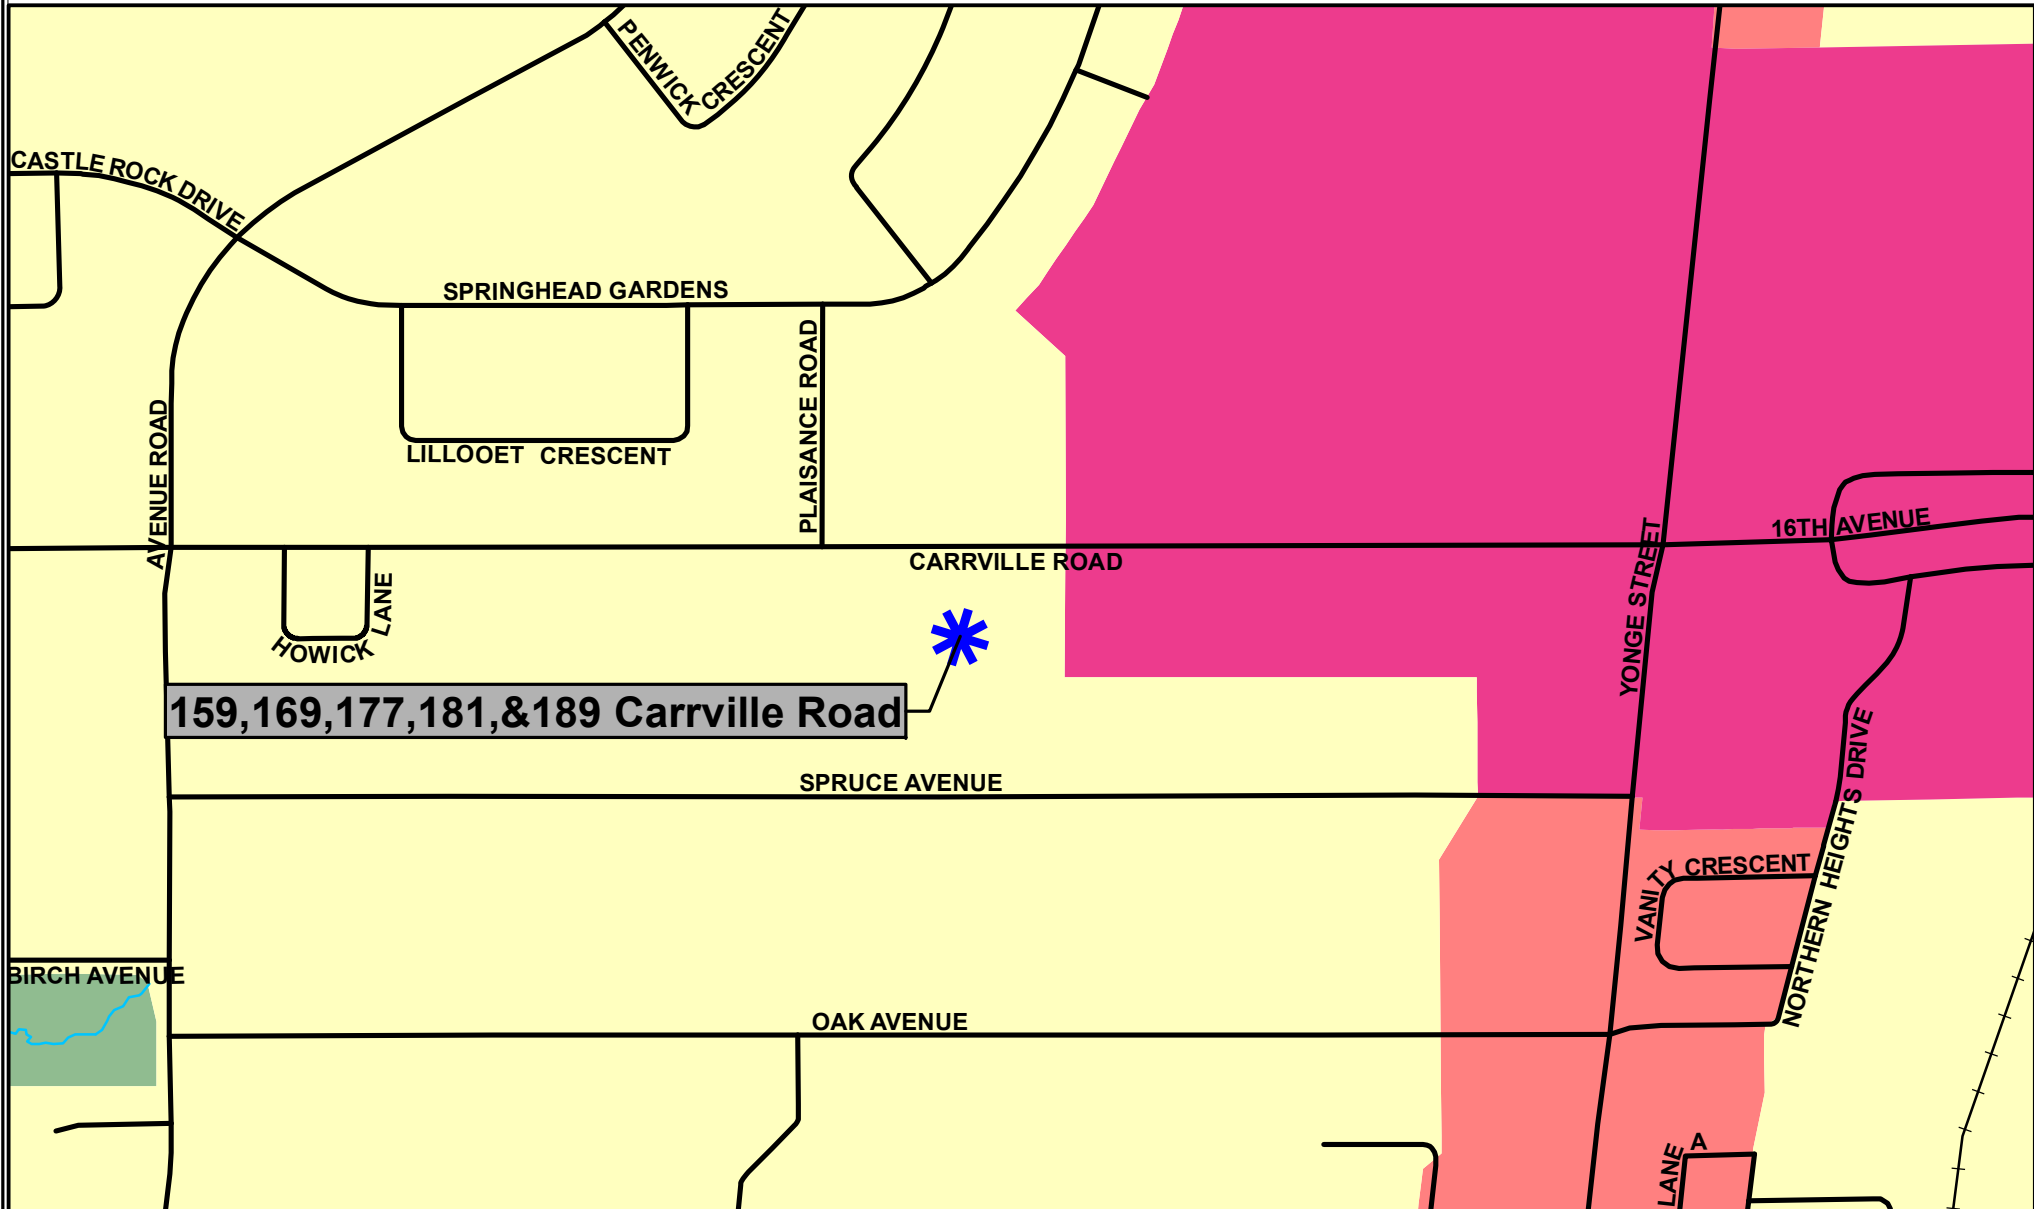 PENWICK CRESCENT
CASTLE ROCK DRIVE
SPRINGHEAD GARDENS
PLAISANCE ROAD
AVENUE ROAD
LILLOOET CRESCENT
16TH AVENUE
YONGE STREET
CARRVILLE ROAD
HOWICK LANE
159,169,177,181,&189 Carrville Road
NORTHERN HEIGHTS DRIVE
SPRUCE AVENUE
VANITY CRESCENT
BIRCH AVENUE
OAK AVENUE
LANE A